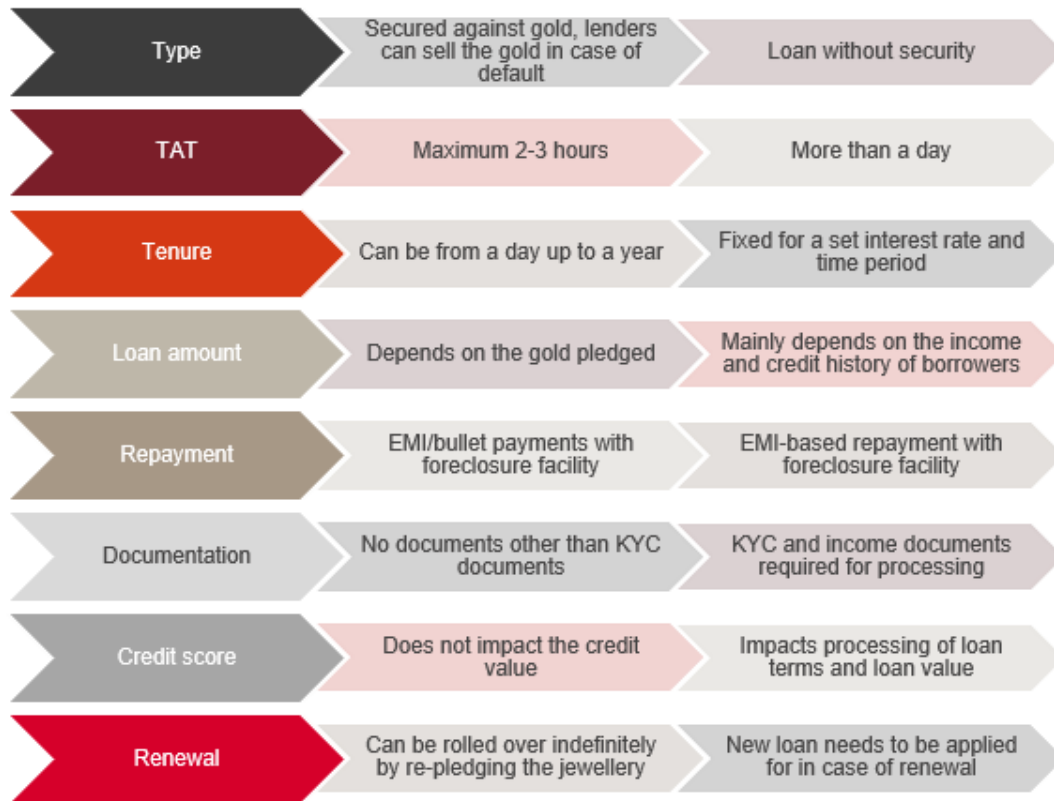 Type
Secured against gold, lenders
can sell the gold in case of
default
Loan without security
TAT
Maximum 2-3 hours
More than a day
Tenure
Can be from a day up to a year
Fixed for a set interest rate and
time period
Loan amount
Depends on the gold pledged
Mainly depends on the income
and credit history of borrowers
Repayment
EMI/bullet payments with
foreclosure facility
EMI-based repayment with
foreclosure facility
Documentation
No documents other than KYC
documents
KYC and income documents
required for processing
Credit score
Does not impact the credit
value
Impacts processing of loan
terms and loan value
Renewal
Can be rolled over indefinitely
by re-pledging the jewellery
New loan needs to be applied
for in case of renewal